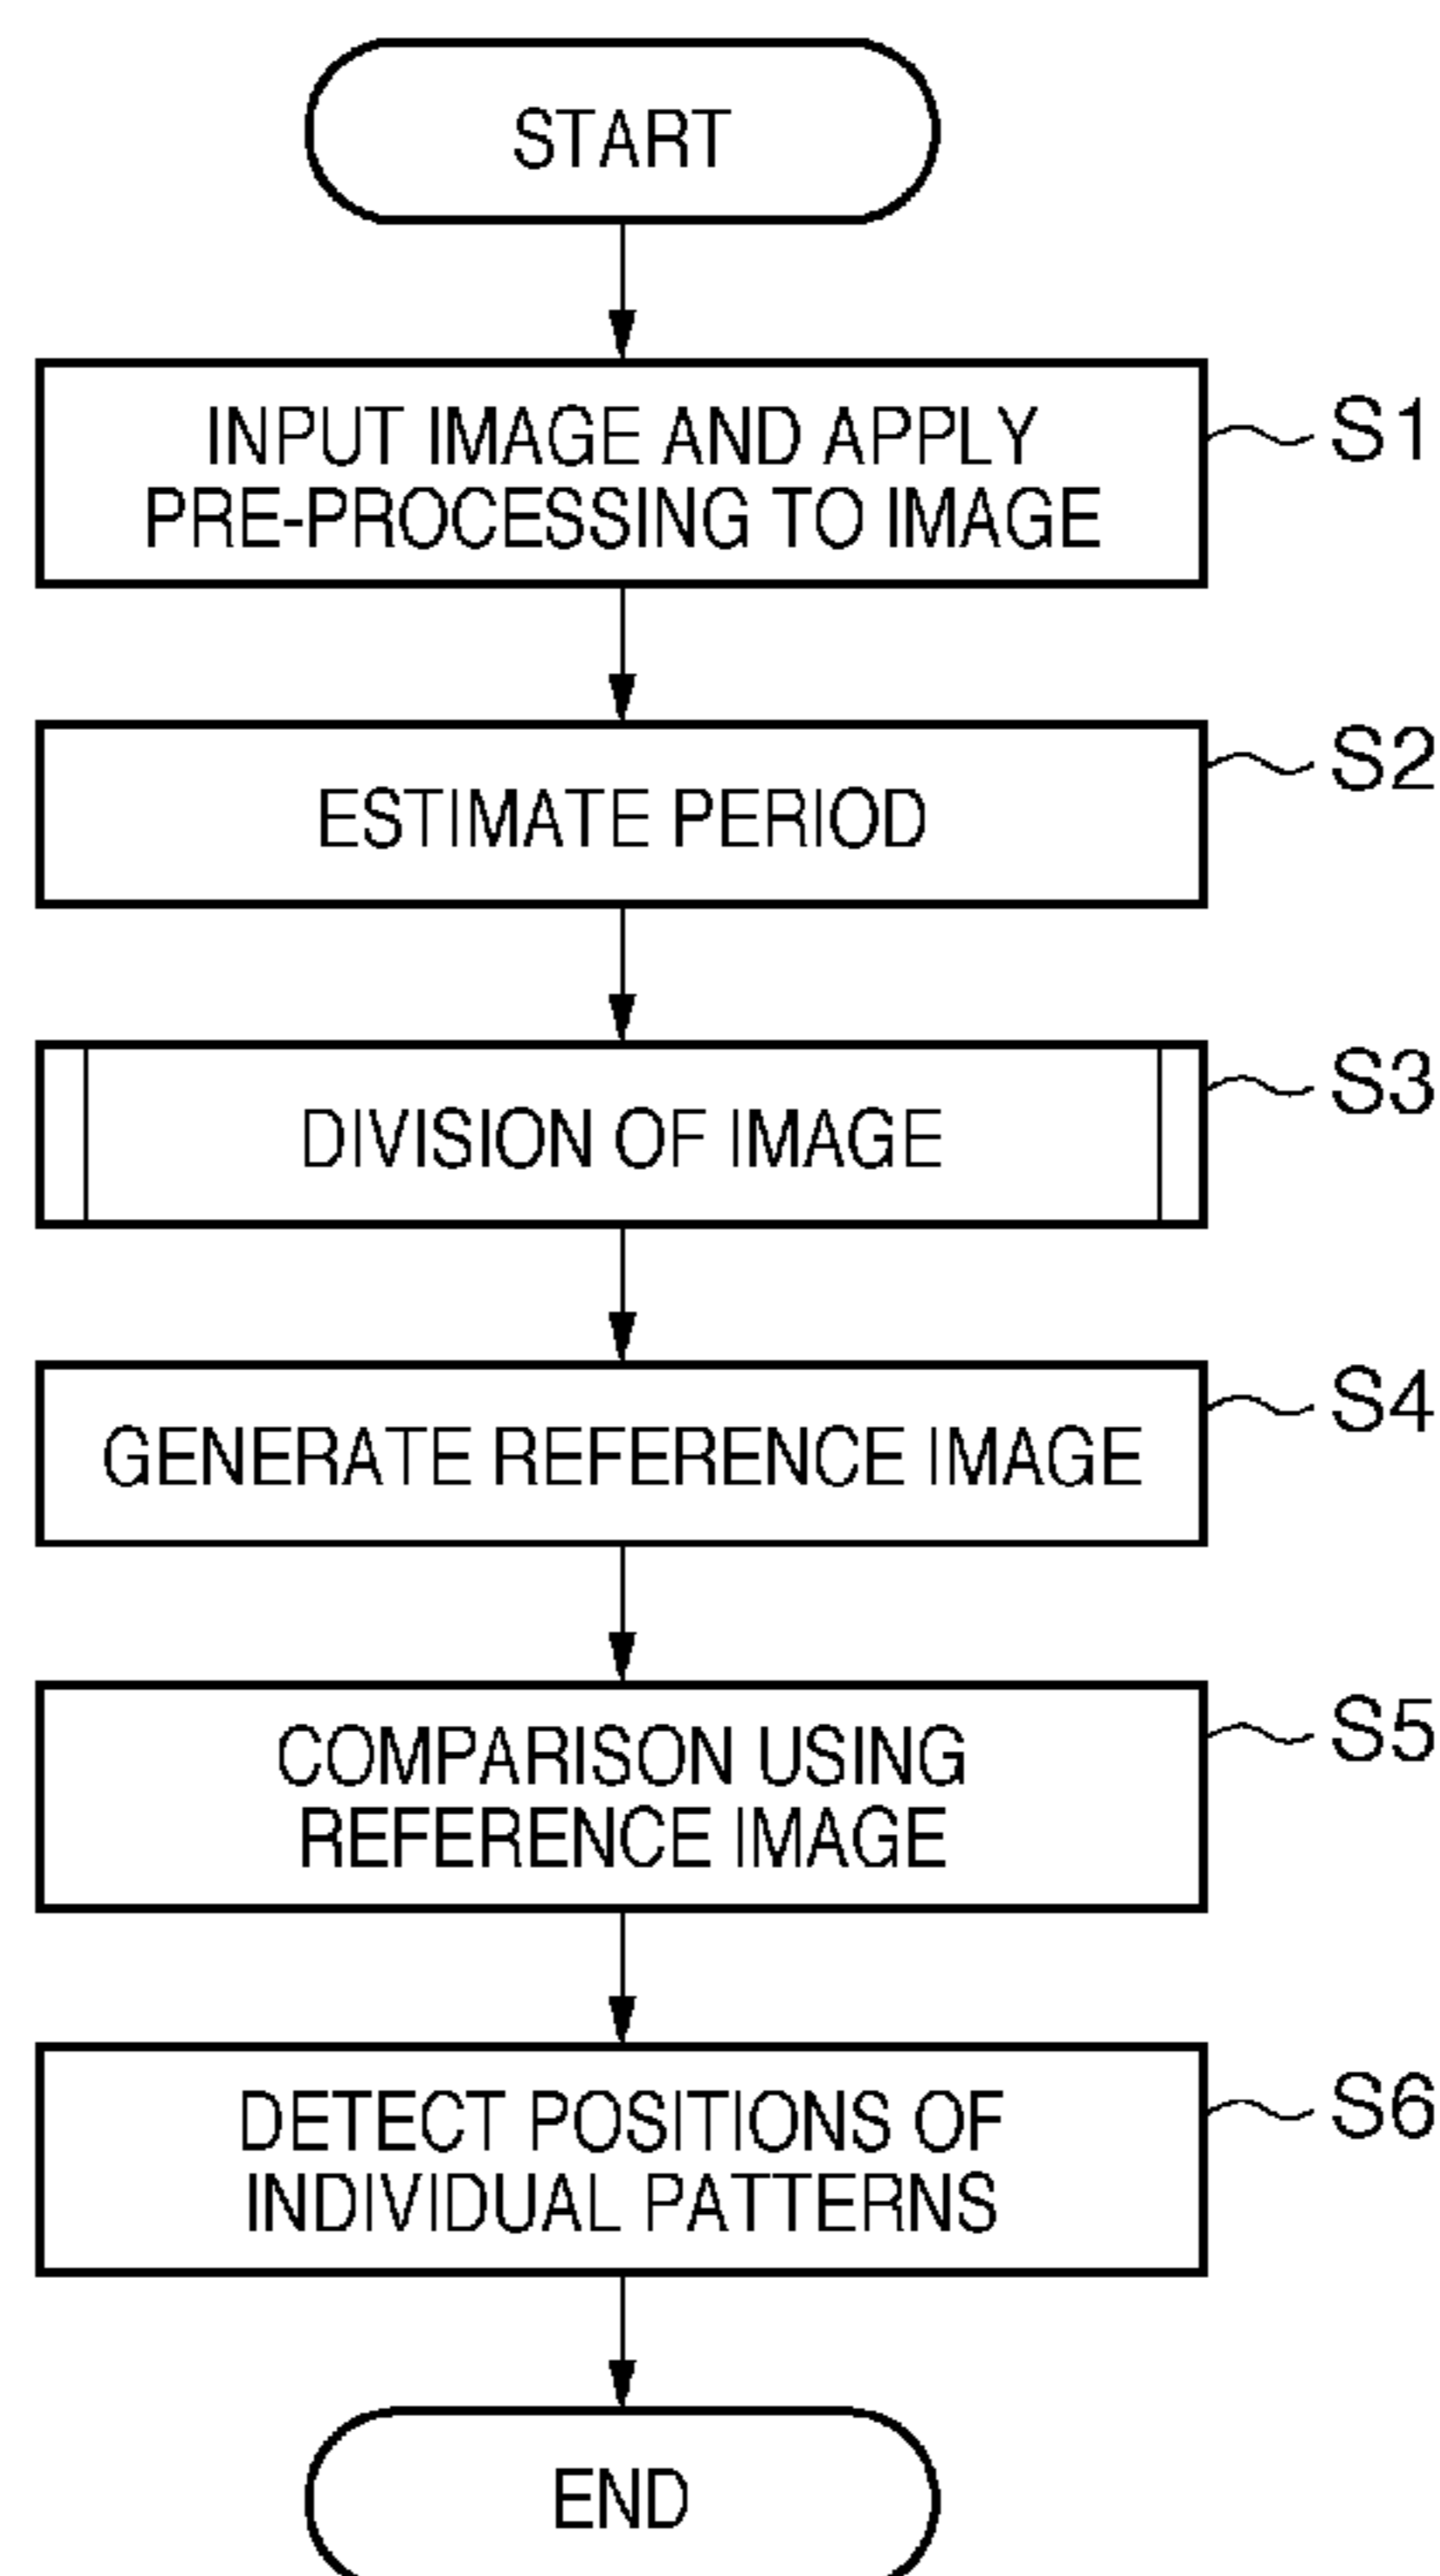 START
INPUT IMAGE AND APPLY
PRE-PROCESSING TO IMAGE
S1
ESTIMATE PERIOD
S2
DIVISION OF IMAGE
S3
GENERATE REFERENCE IMAGE
S4
COMPARISON USING
REFERENCE IMAGE
S5
DETECT POSITIONS OF
INDIVIDUAL PATTERNS
S6
END